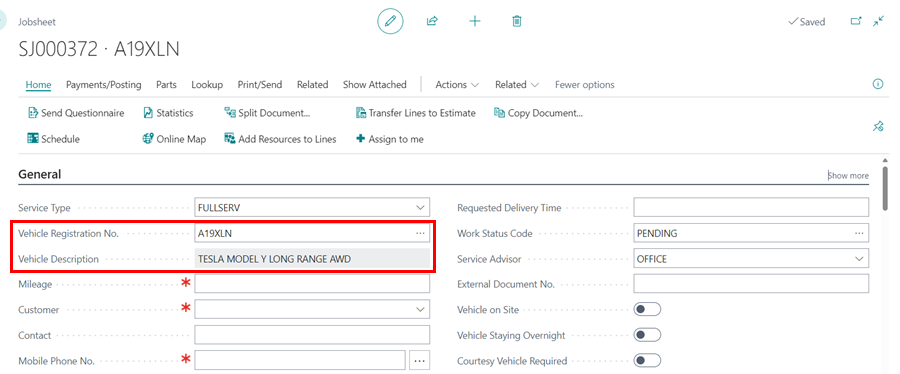 Jobsheet
Saved
SJ000372 · A19XLN
Home Payments/Posting Parts Lookup Print/Send Related Show Attached Actions Related Fewer options
Send Questionnaire Statistics Split Document... Transfer Lines to Estimate Copy Document...
Schedule Online Map Add Resources to Lines Assign to me
General Show more
Service Type FULLSERV Requested Delivery Time
Vehicle Registration No. A19XLN Work Status Code PENDING
Vehicle Description TESLA MODEL Y LONG RANGE AWD Service Advisor OFFICE
Mileage * External Document No.
Customer * Vehicle on Site
Contact Vehicle Staying Overnight
Mobile Phone No. * Courtesy Vehicle Required